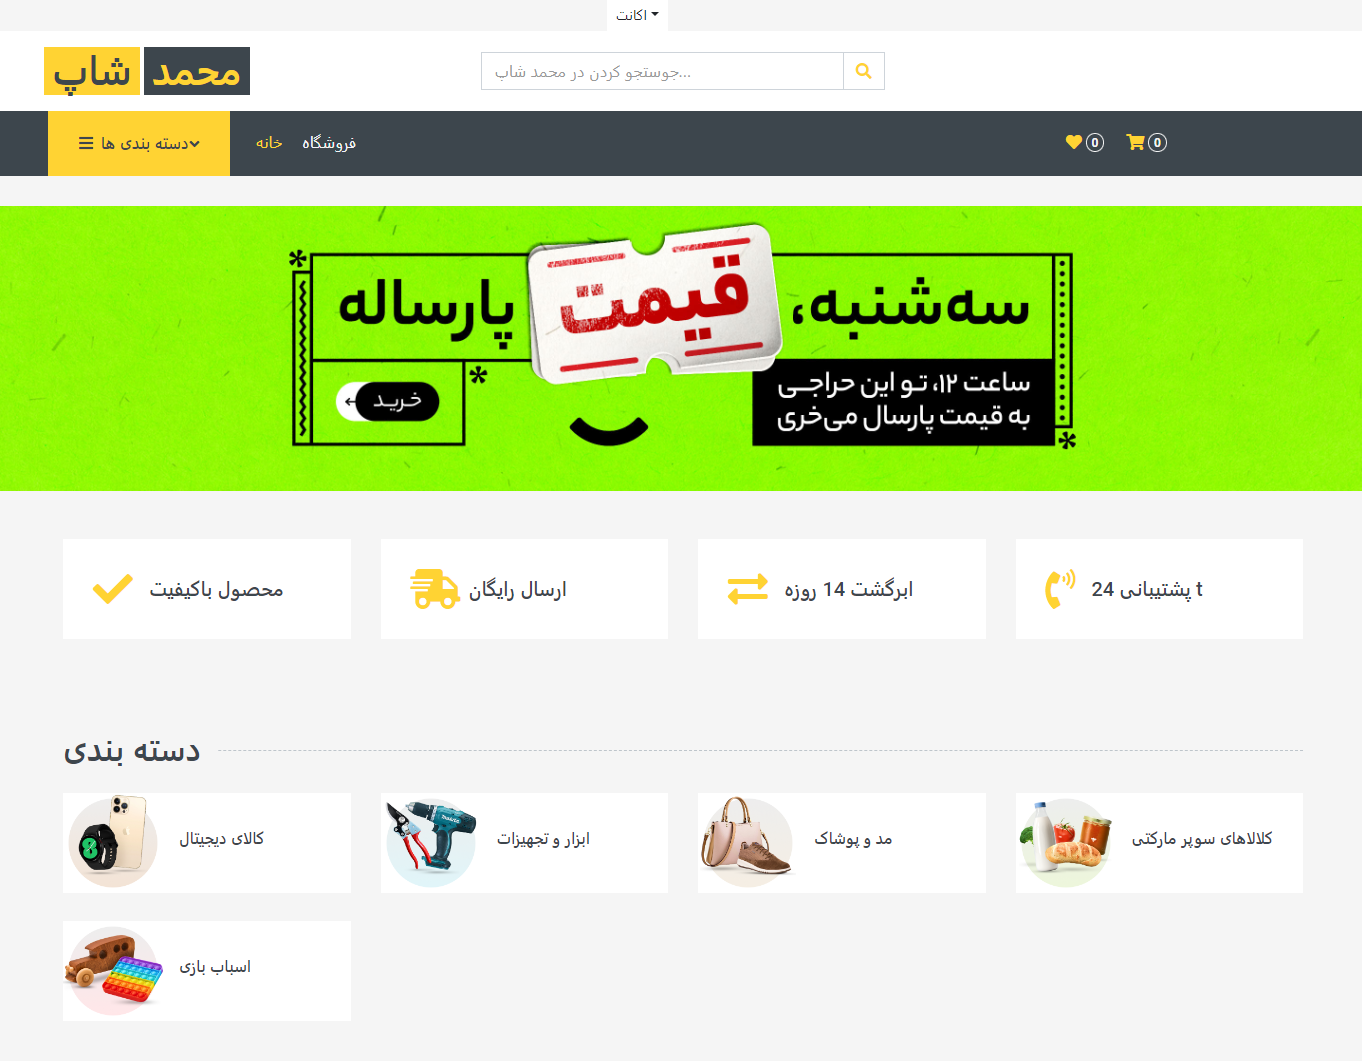 اکانت
محمد شاپ
جوستجو کردن در محمد شاپ...
دسته بندی ها
خانه
فروشگاه
0
0
سه‌شنبه، قیمت پارساله
ساعت ۱۲، تو این حراجی
به قیمت پارسال می‌خری
خرید
محصول باکیفیت
ارسال رایگان
ابرگشت 14 روزه
پشتیبانی 24 t
دسته بندی
کالای دیجیتال
ابزار و تجهیزات
مد و پوشاک
کلالاهای سوپر مارکتی
اسباب بازی